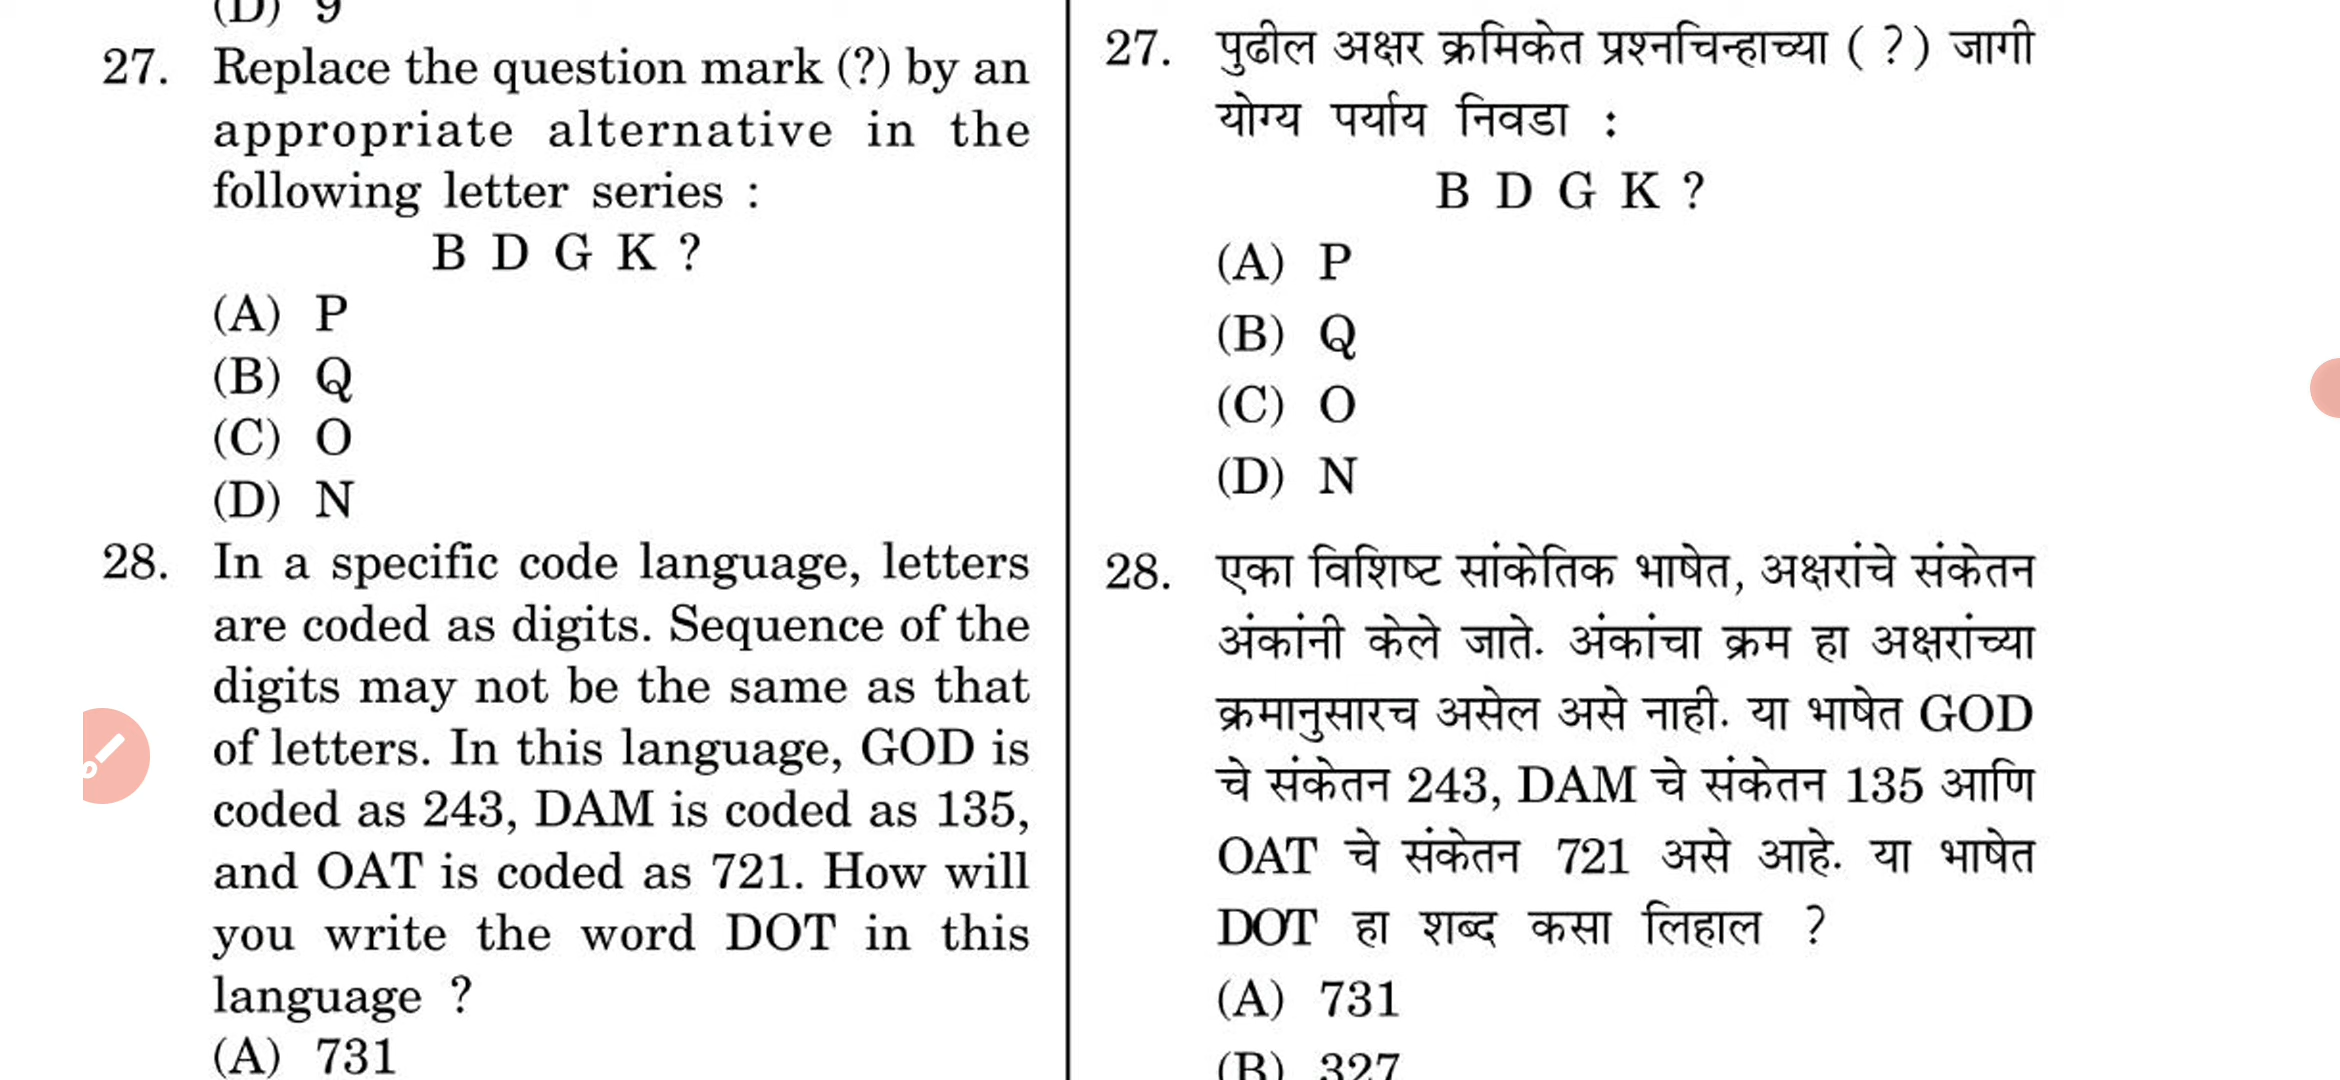 (D) 9
27. Replace the question mark (?) by an
appropriate alternative in the
following letter series :
B D G K ?
(A) P
(B) Q
(C) O
(D) N
28. In a specific code language, letters
are coded as digits. Sequence of the
digits may not be the same as that
of letters. In this language, GOD is
coded as 243, DAM is coded as 135,
and OAT is coded as 721. How will
you write the word DOT in this
language ?
(A) 731
27. पुढील अक्षर क्रमिकेत प्रश्नचिन्हाच्या ( ? ) जागी
योग्य पर्याय निवडा :
B D G K ?
(A) P
(B) Q
(C) O
(D) N
28. एका विशिष्ट सांकेतिक भाषेत, अक्षरांचे संकेतन
अंकांनी केले जाते. अंकांचा क्रम हा अक्षरांच्या
क्रमानुसारच असेल असे नाही. या भाषेत GOD
चे संकेतन 243, DAM चे संकेतन 135 आणि
OAT चे संकेतन 721 असे आहे. या भाषेत
DOT हा शब्द कसा लिहाल ?
(A) 731
(B) 327